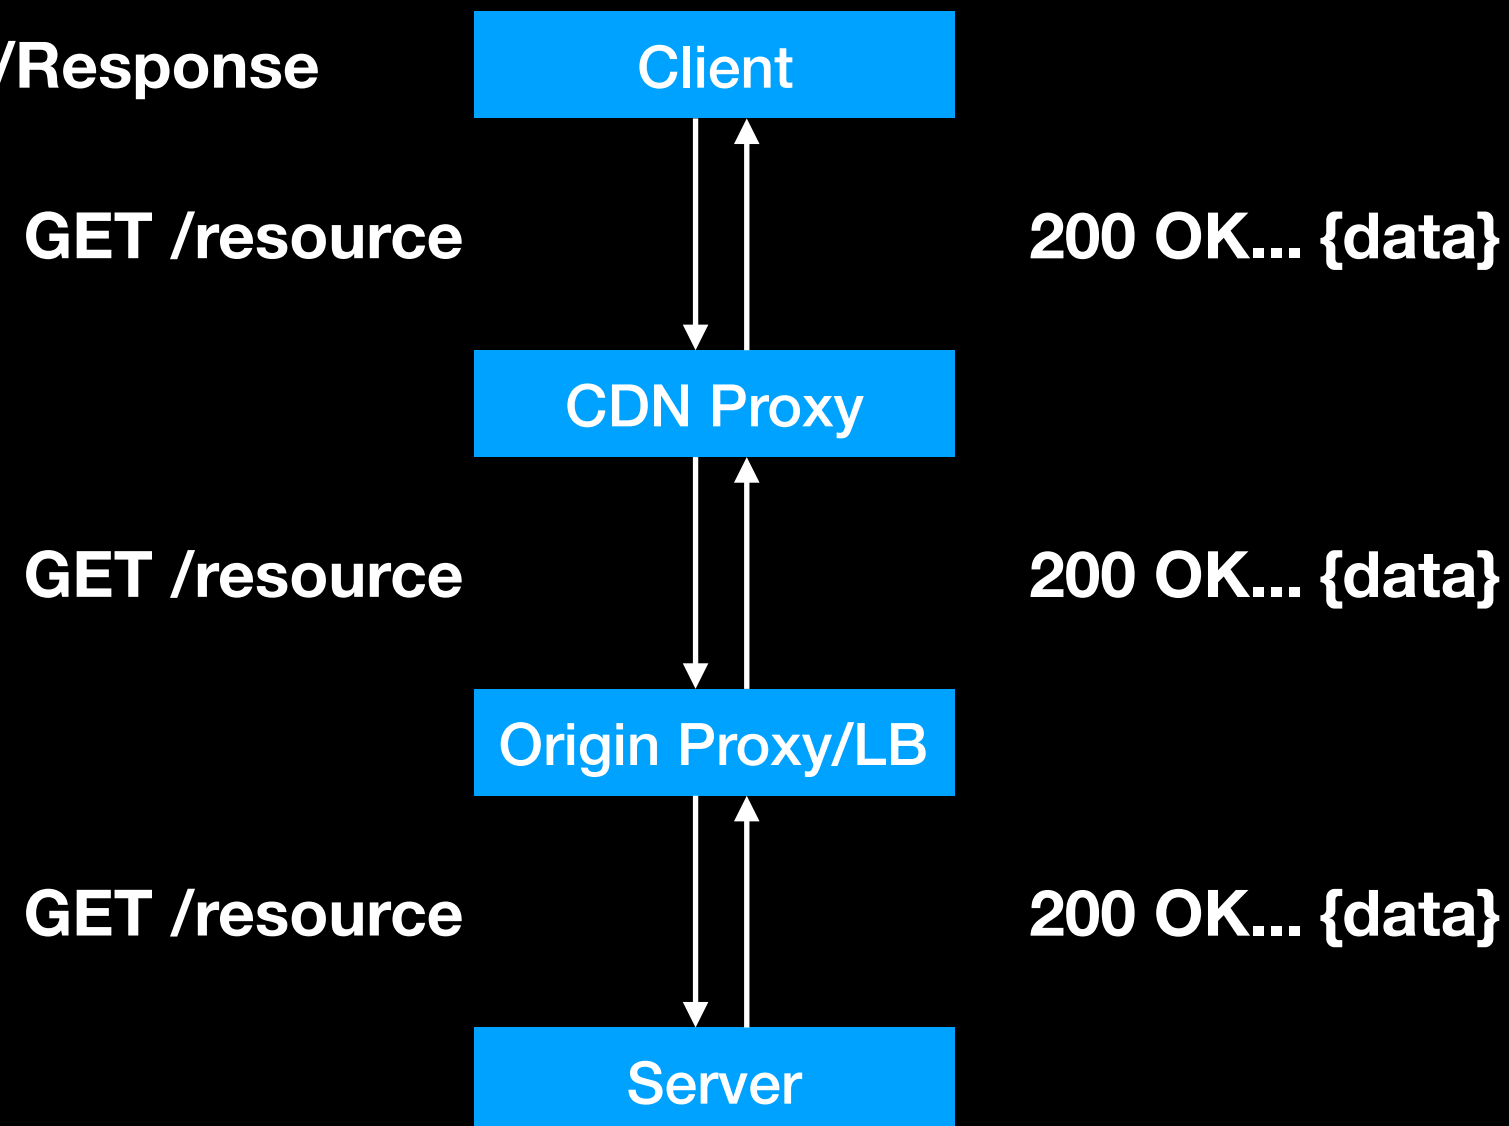 /Response
Client
GET /resource
200 OK... {data}
CDN Proxy
GET /resource
200 OK... {data}
Origin Proxy/LB
GET /resource
200 OK... {data}
Server